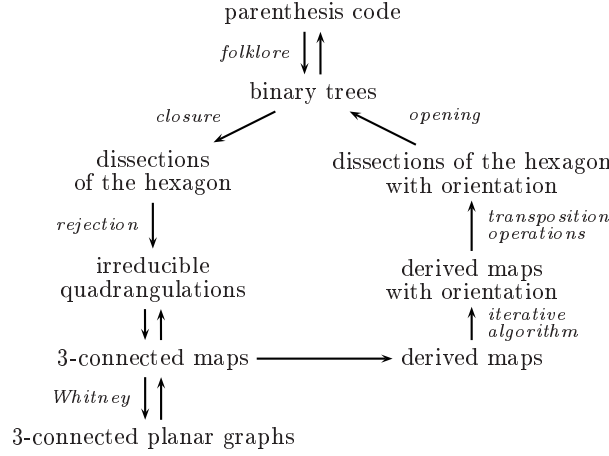 parenthesis code
folklore
binary trees
closure
opening
dissections
of the hexagon
dissections of the hexagon
with orientation
rejection
transposition
operations
irreducible
quadrangulations
derived maps
with orientation
iterative
algorithm
3-connected maps
derived maps
Whitney
3-connected planar graphs